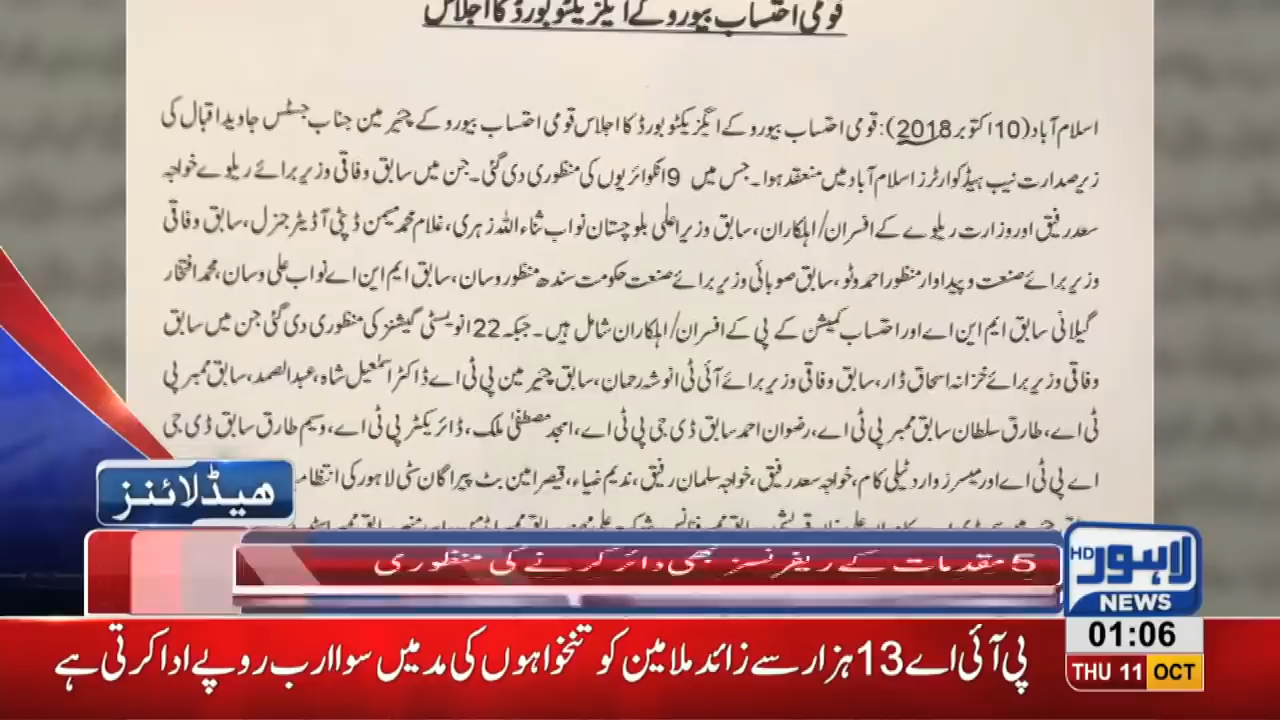 قومی احتساب بیورو کے ایگزیکٹو بورڈ کا اجلاس
اسلام آباد (10 اکتوبر 2018): قومی احتساب بیورو کے ایگزیکٹو بورڈ کا اجلاس قومی احتساب بیورو کے چیئرمین جناب جسٹس جاوید اقبال کی
زیر صدارت نیب ہیڈ کوارٹرز اسلام آباد میں منعقد ہوا۔ جس میں 9 انکوائریوں کی منظوری دی گئی۔ جن میں سابق وفاقی وزیر برائے ریلوے خواجہ
سعد رفیق اور وزارت ریلوے کے افسران/اہلکاران، سابق وزیر اعلیٰ بلوچستان نواب ثناء اللہ زہری، غلام محمد میمن ڈپٹی آڈیٹر جنرل، سابق وفاقی
وزیر برائے صنعت و پیداوار منظور احمد وٹو، سابق صوبائی وزیر برائے صنعت حکومت سندھ منظور وسان، سابق ایم این اے نواب علی وسان، محمد افتخار
گیلانی سابق ایم این اے اور احتساب کمیشن کے پی کے افسران/اہلکاران شامل ہیں۔ جبکہ 22 انویسٹی گیشنز کی منظوری دی گئی جن میں سابق
وفاقی وزیر برائے خزانہ اسحاق ڈار، سابق وفاقی وزیر برائے آئی ٹی انوشہ رحمان، سابق چیئرمین پی ٹی اے ڈاکٹر اسمٰعیل شاہ، عبدالصمد، سابق ممبر پی
ٹی اے، طارق سلطان سابق ممبر پی ٹی اے، رضوان احمد سابق ڈی جی پی ٹی اے، امجد مصطفیٰ ملک، ڈائریکٹر پی ٹی اے، وسیم طارق سابق ڈی جی
اے پی ٹی اے اور میسرز وارد ٹیلی کام، خواجہ سعد رفیق، خواجہ سلمان رفیق، ندیم ضیاء، قیصر امین بٹ پیراگان سٹی لاہور کی
ھیڈلائنز
5 مقدمات کے ریفرنسز بھی دائر کرنے کی منظوری
لاہور HD
NEWS
01:06
THU 11 OCT
پی آئی اے 13 ہزار سے زائد ملامین کو تنخواہوں کی مد میں سوا ارب روپے ادا کرتی ہے